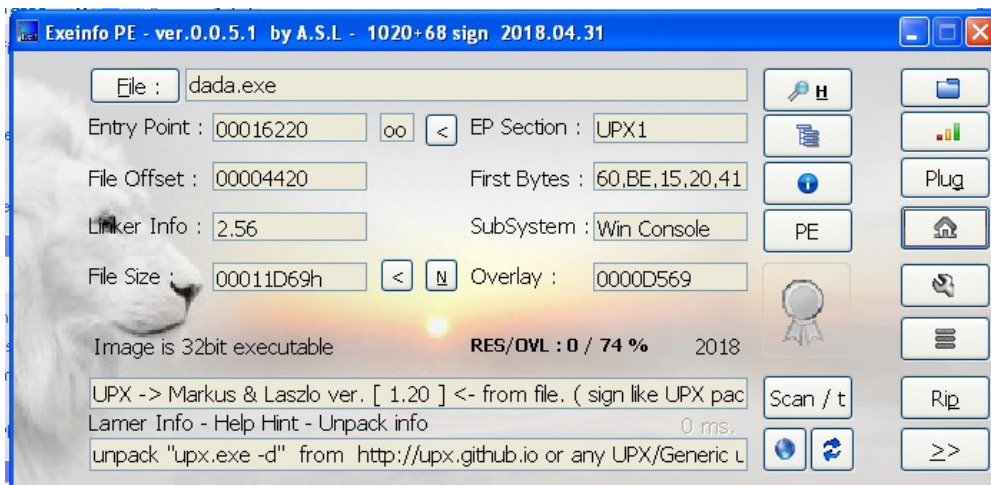 Exeinfo PE - ver.0.0.5.1 by A.S.L - 1020+68 sign 2018.04.31
File : dada.exe H
Entry Point : 00016220 oo < EP Section : UPX1
File Offset : 00004420 First Bytes : 60,BE,15,20,41 Plug
Linker Info : 2.56 SubSystem : Win Console PE
File Size : 00011D69h < N Overlay : 0000D569
Image is 32bit executable RES/OVL : 0 / 74 % 2018
UPX -> Markus & Laszlo ver. [ 1.20 ] <- from file. ( sign like UPX pac Scan / t Rip
Lamer Info - Help Hint - Unpack info 0 ms.
unpack "upx.exe -d" from http://upx.github.io or any UPX/Generic u >>